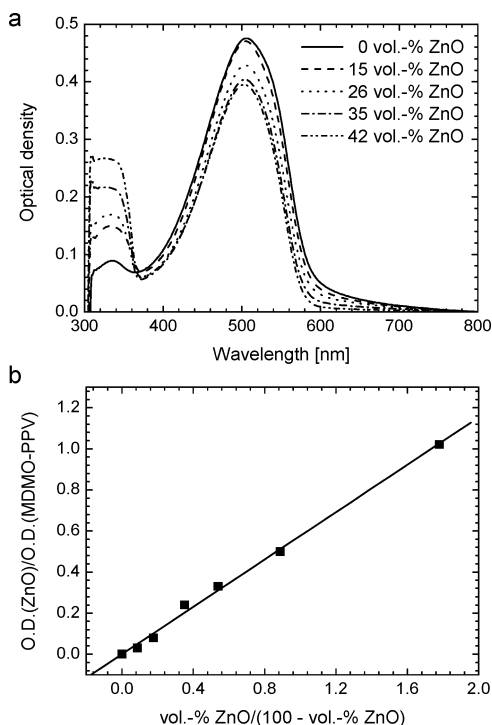 a
0.5
0.4
0.3
0.2
0.1
0.0
Optical density
0 vol.-% ZnO
15 vol.-% ZnO
26 vol.-% ZnO
35 vol.-% ZnO
42 vol.-% ZnO
300 400 500 600 700 800
Wavelength [nm]
b
1.2
1.0
0.8
0.6
0.4
0.2
0.0
O.D.(ZnO)/O.D.(MDMO-PPV)
0.0 0.4 0.8 1.2 1.6 2.0
vol.-% ZnO/(100 - vol.-% ZnO)